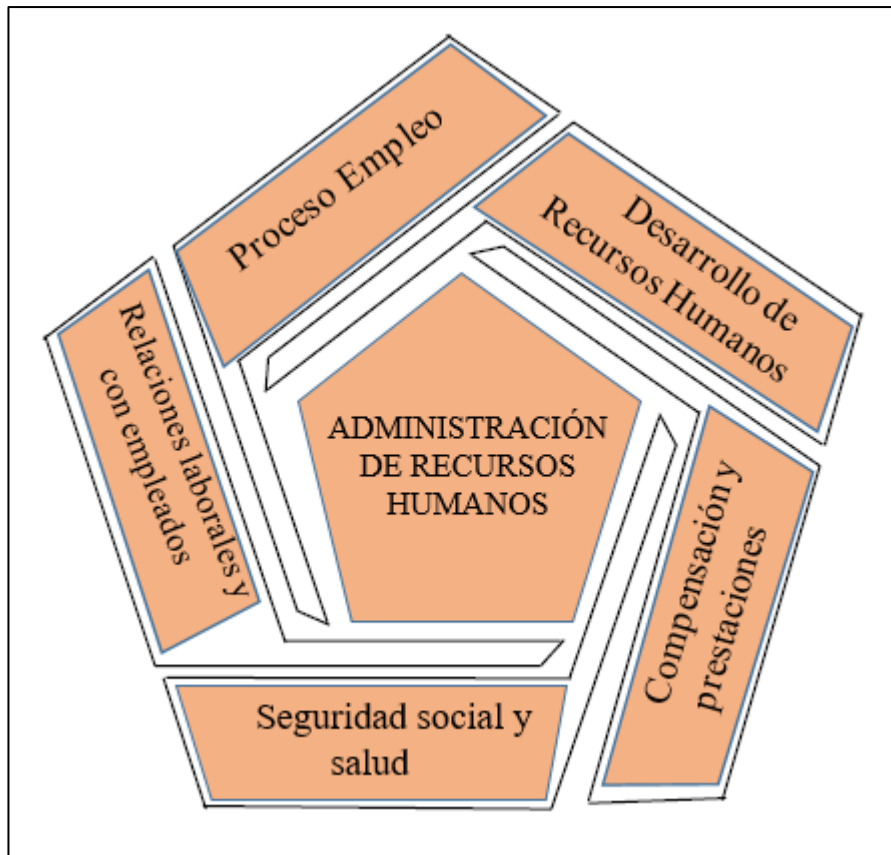 Proceso Empleo
Desarrollo de
Recursos Humanos
Relaciones laborales y
con empleados
ADMINISTRACIÓN
DE RECURSOS
HUMANOS
Compensación y
prestaciones
Seguridad social y
salud